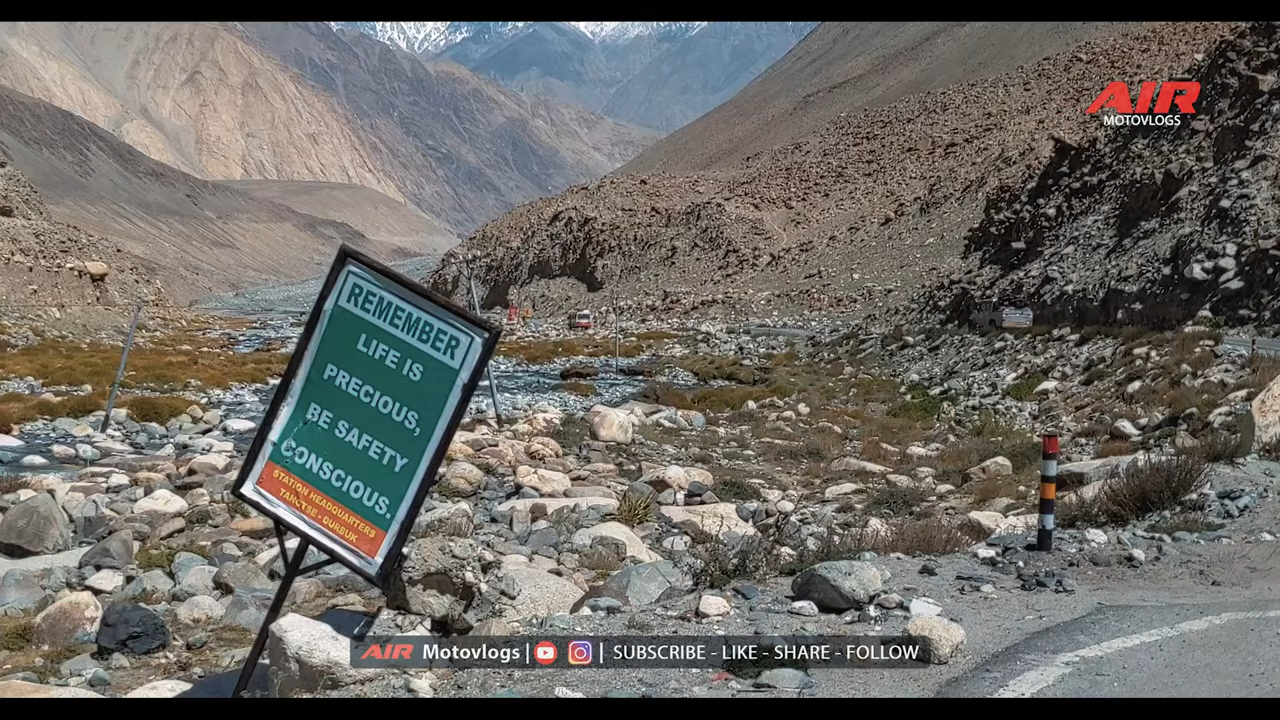 AIR
MOTOVLOGS
REMEMBER
LIFE IS
PRECIOUS,
BE SAFETY
CONSCIOUS.
STATION HEADQUARTERS
TANGTSE - DURBUK
AIR Motovlogs | | SUBSCRIBE - LIKE - SHARE - FOLLOW